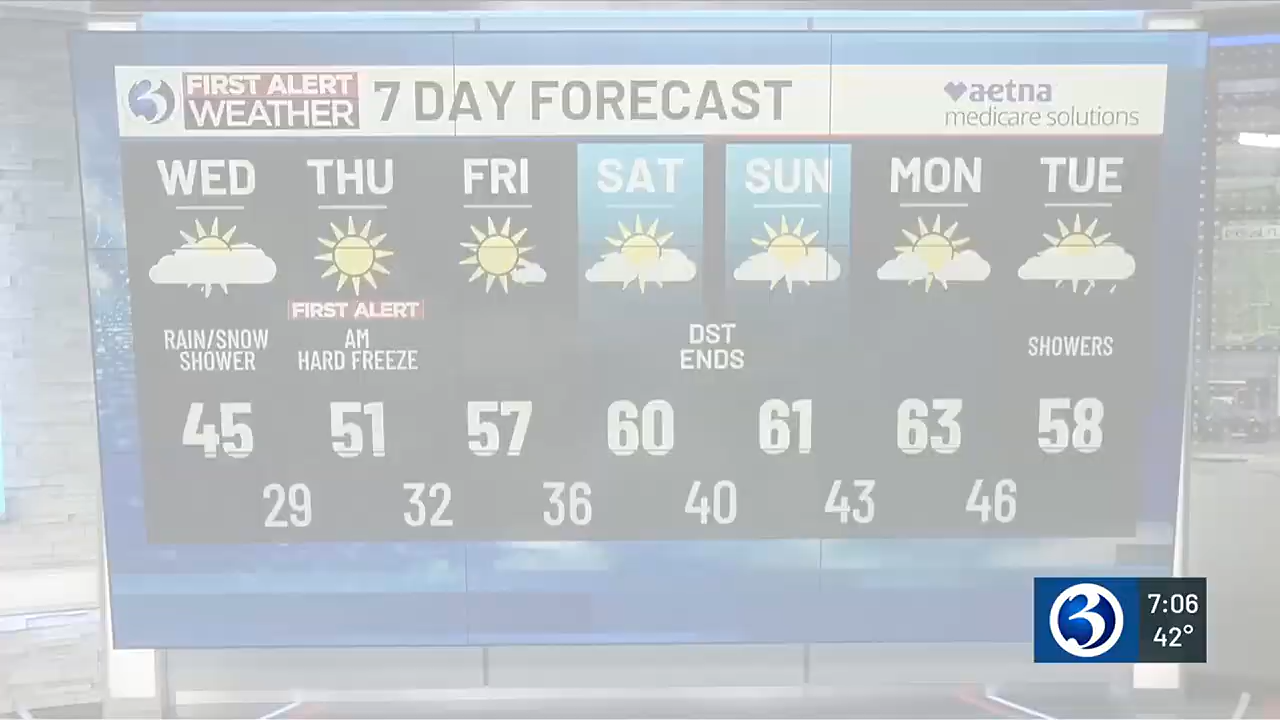 3 FIRST ALERT WEATHER 7 DAY FORECAST
aetna
medicare solutions
WED THU FRI SAT SUN MON TUE
FIRST ALERT
RAIN/SNOW SHOWER
AM HARD FREEZE
DST ENDS
SHOWERS
45 51 57 60 61 63 58
29 32 36 40 43 46
3
7:06
42°